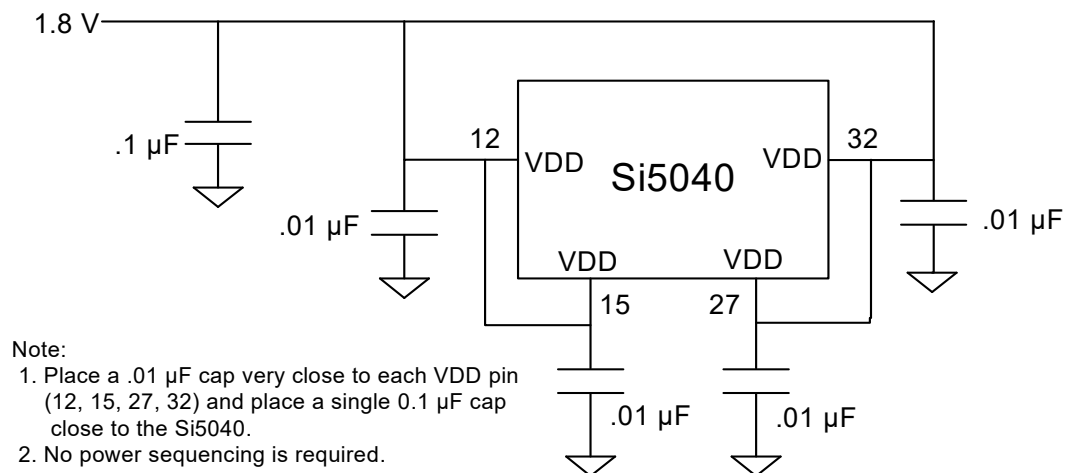 1.8 V
.1 µF
12
VDD
Si5040
VDD
32
.01 µF
.01 µF
VDD
VDD
15
27
.01 µF
.01 µF
Note:
1. Place a .01 µF cap very close to each VDD pin
(12, 15, 27, 32) and place a single 0.1 µF cap
close to the Si5040.
2. No power sequencing is required.